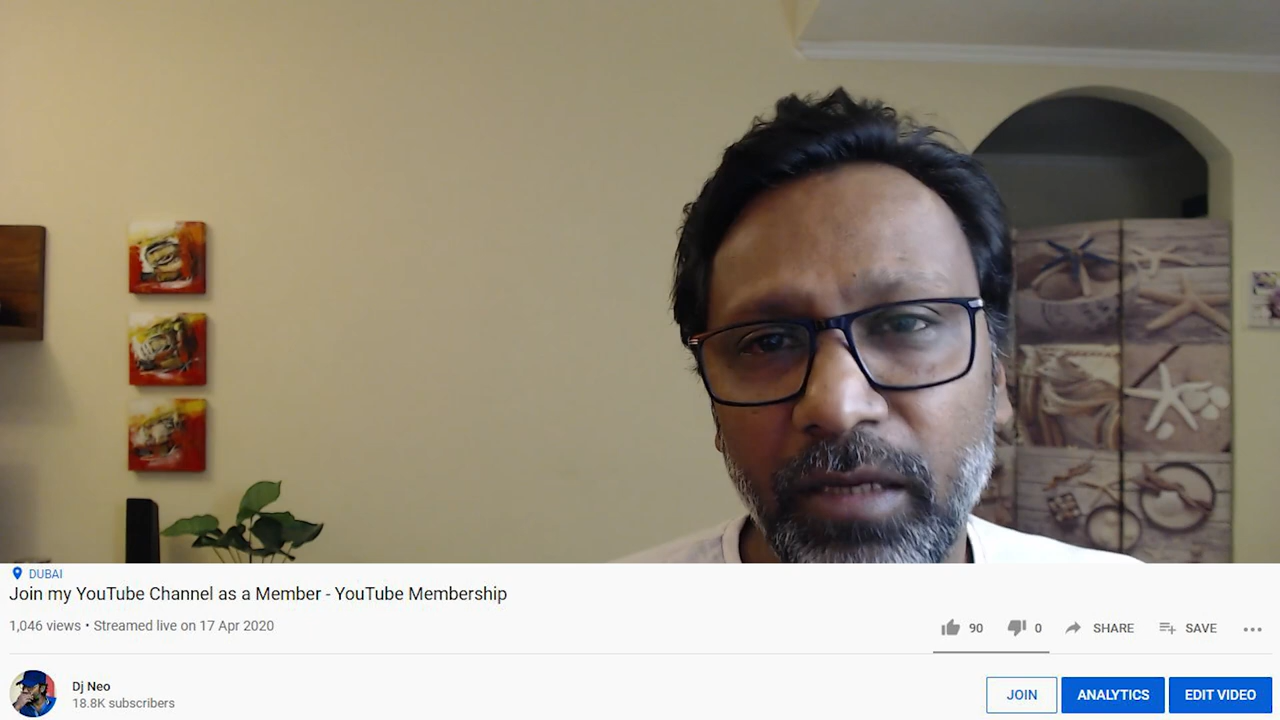 DUBAI
Join my YouTube Channel as a Member - YouTube Membership
1,046 views • Streamed live on 17 Apr 2020
90
0
SHARE
SAVE
Dj Neo
18.8K subscribers
JOIN
ANALYTICS
EDIT VIDEO